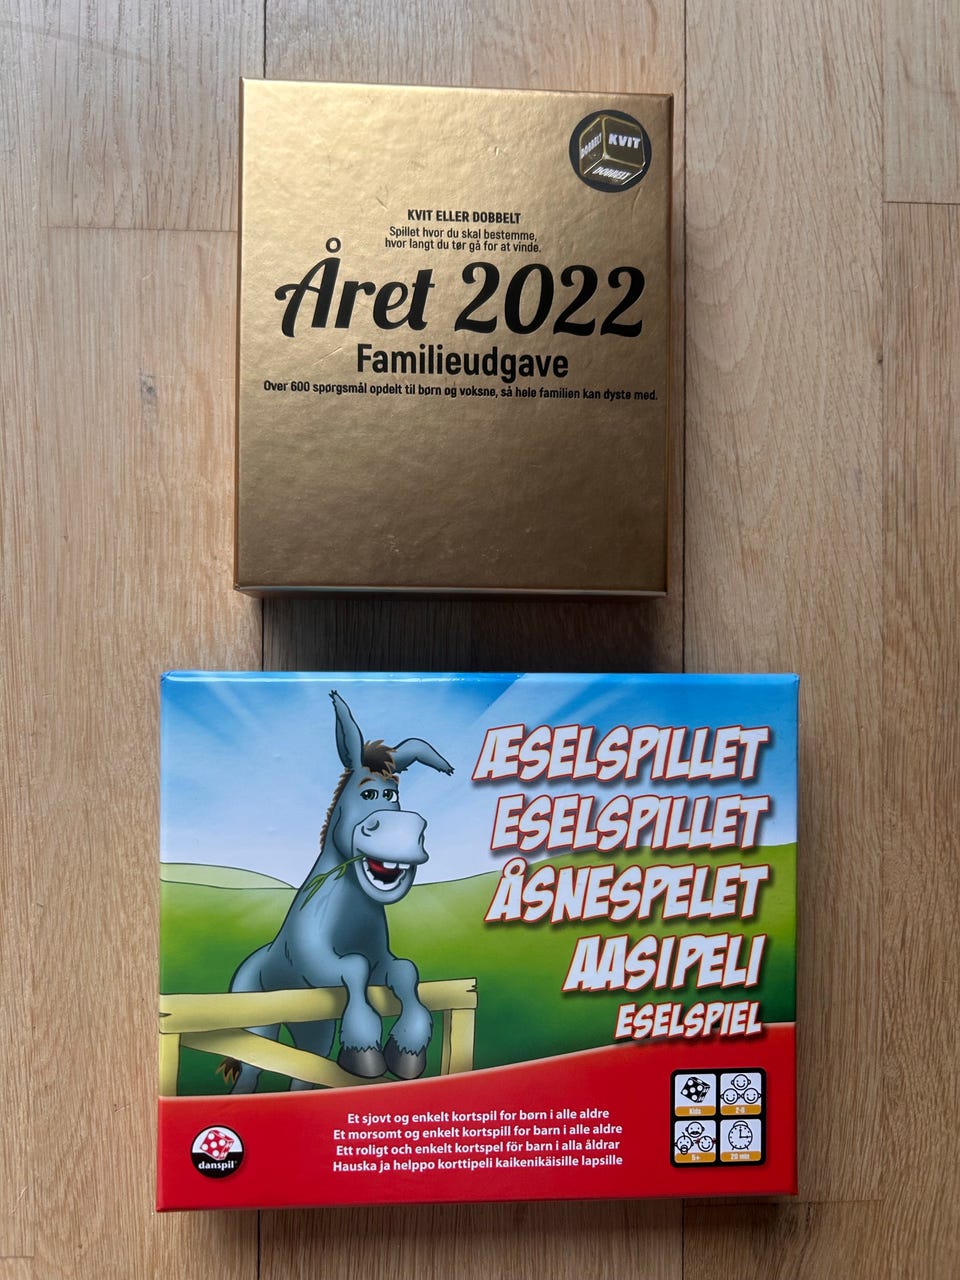 DOBBELT KVIT
DOBBELT
KVIT ELLER DOBBELT
Spillet hvor du skal bestemme,
hvor langt du tør gå for at vinde.
Året 2022
Familieudgave
Over 600 spørgsmål opdelt til børn og voksne, så hele familien kan dyste med.
ÆSELSPILLET
ESELSPILLET
ÅSNESPELET
AASIPELI
ESELSPIEL
Et sjovt og enkelt kortspil for børn i alle aldre
Et morsomt og enkelt kortspill for barn i alle aldre
Ett roligt och enkelt kortspel för barn i alla åldrar
Hauska ja helppo korttipeli kaikenikäisille lapsille
danspil
Kids
5+ 20 min